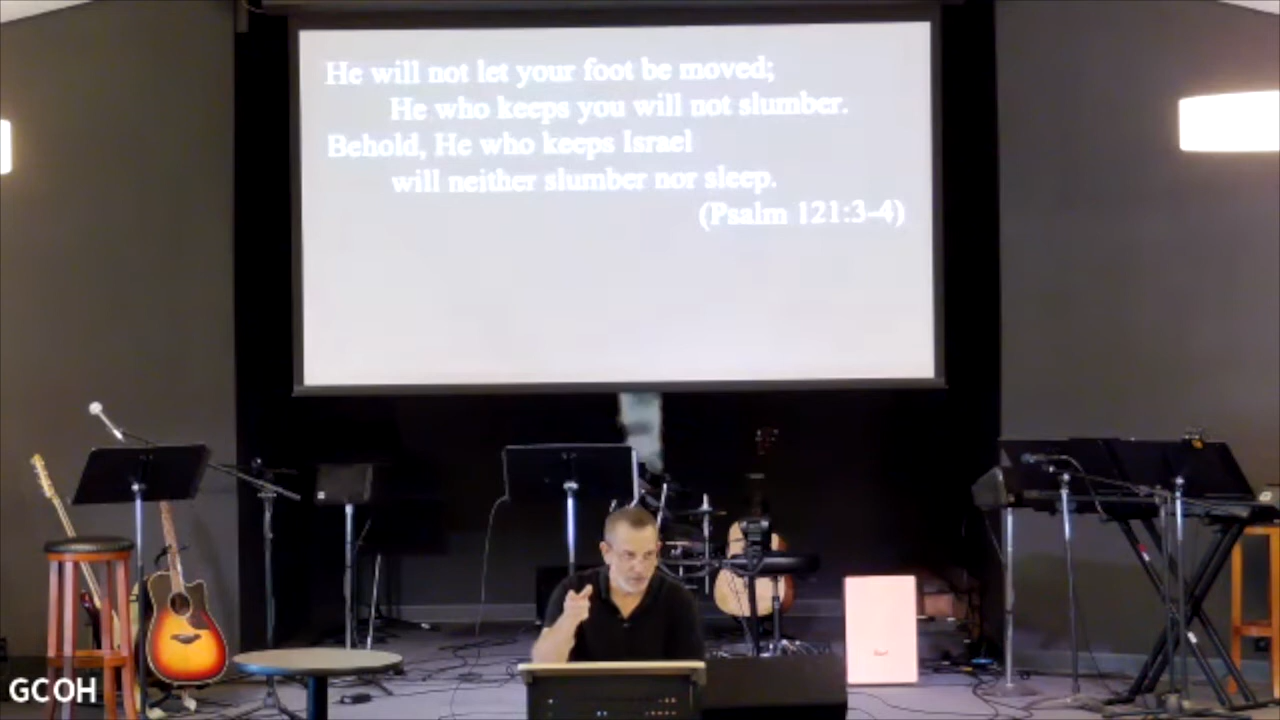 He will not let your foot be moved;
He who keeps you will not slumber.
Behold, He who keeps Israel
will neither slumber nor sleep.
(Psalm 121:3-4)
GCOH